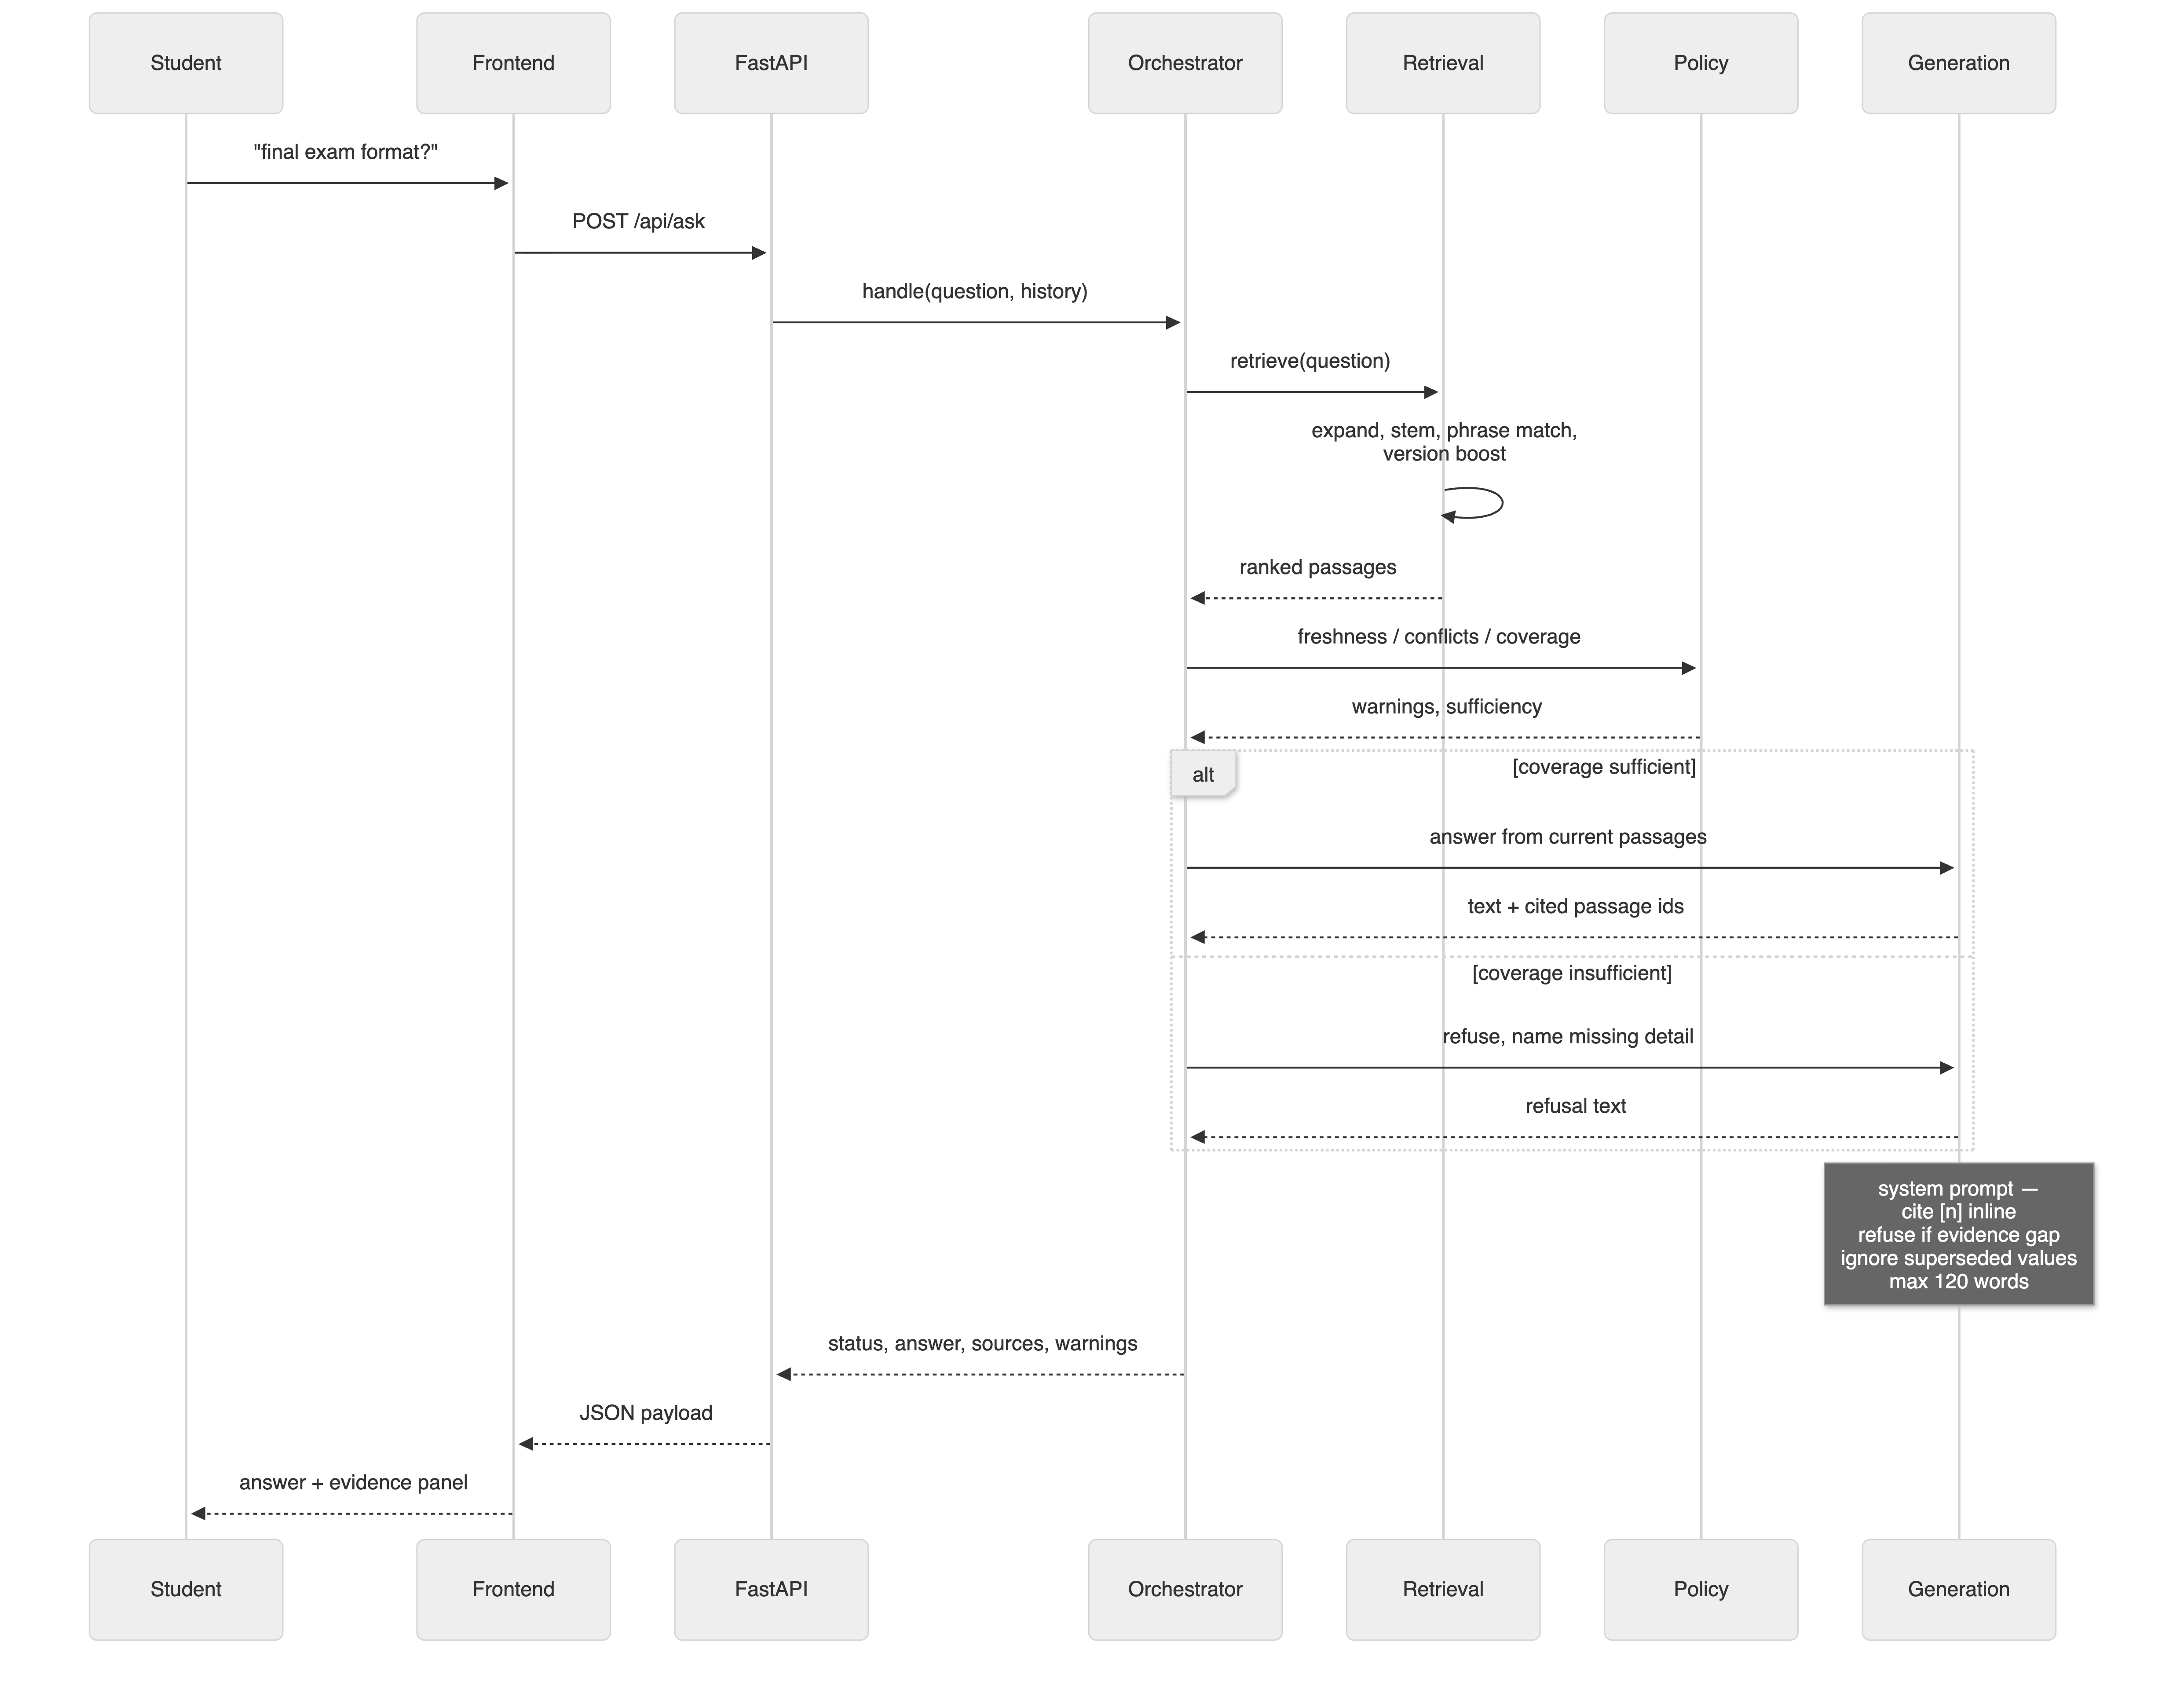 Student
Frontend
FastAPI
Orchestrator
Retrieval
Policy
Generation
"final exam format?"
POST /api/ask
handle(question, history)
retrieve(question)
expand, stem, phrase match,
version boost
ranked passages
freshness / conflicts / coverage
warnings, sufficiency
alt
[coverage sufficient]
answer from current passages
text + cited passage ids
[coverage insufficient]
refuse, name missing detail
refusal text
system prompt —
cite [n] inline
refuse if evidence gap
ignore superseded values
max 120 words
status, answer, sources, warnings
JSON payload
answer + evidence panel
Student
Frontend
FastAPI
Orchestrator
Retrieval
Policy
Generation